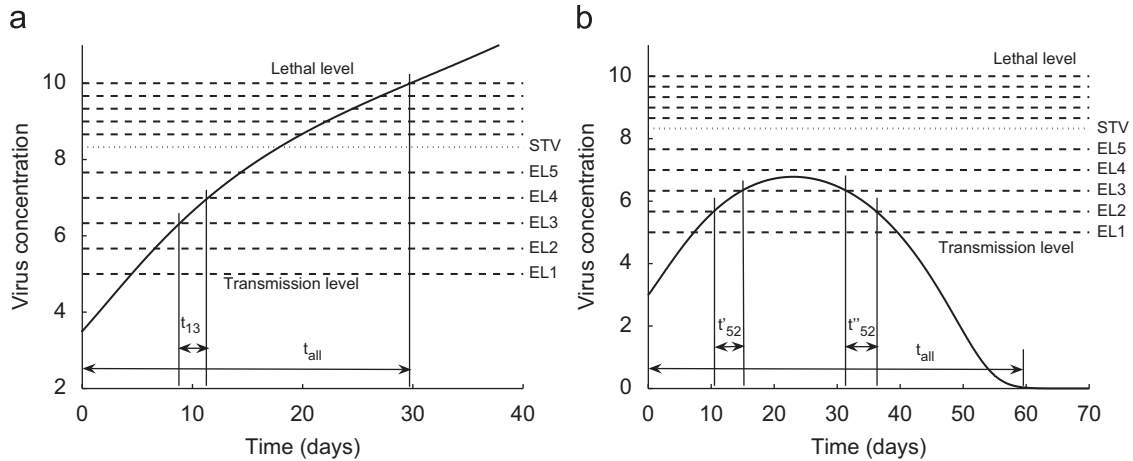 a
Virus concentration
10
8
6
4
2
Lethal level
STV
EL5
EL4
EL3
EL2
EL1
Transmission level
t13
tall
0
10
20
30
40
Time (days)
b
Virus concentration
10
8
6
4
2
0
Lethal level
STV
EL5
EL4
EL3
EL2
EL1
Transmission level
t'52
t''52
tall
0
10
20
30
40
50
60
70
Time (days)